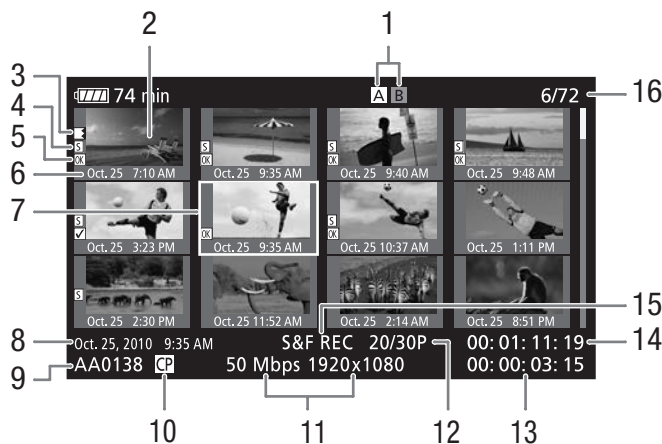 1
2
3
4
5
6
7
8
9
10
11
12
13
14
15
16
74 min
A B
6/72
S
OK
Oct. 25 7:10 AM
Oct. 25 9:35 AM
S
OK
Oct. 25 9:40 AM
Oct. 25 9:48 AM
S
S
Oct. 25 3:23 PM
OK
Oct. 25 9:35 AM
S
OK
Oct. 25 10:37 AM
Oct. 25 1:11 PM
S
Oct. 25 2:30 PM
Oct. 25 11:52 AM
Oct. 25 2:14 AM
Oct. 25 8:51 PM
Oct. 25, 2010 9:35 AM
S&F REC 20/30P
00: 01: 11: 19
AA0138 CP
50 Mbps 1920x1080
00: 00: 03: 15